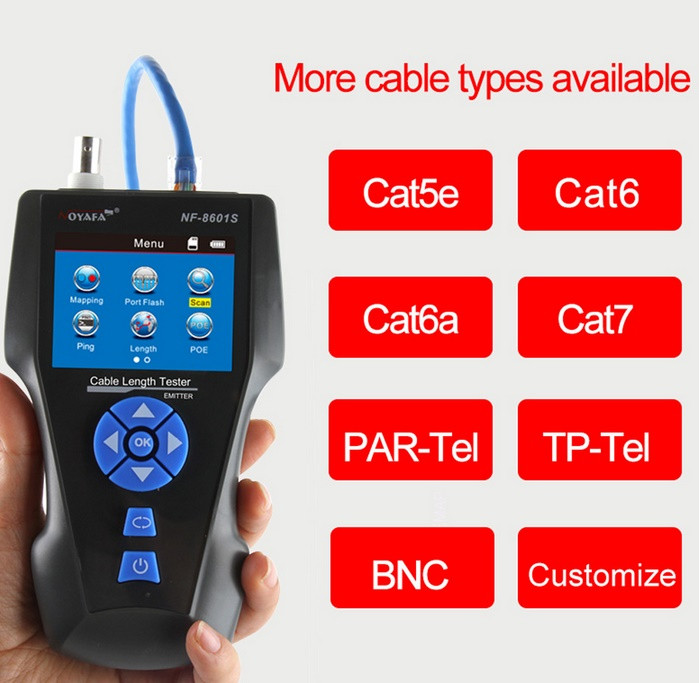 More cable types available
NOYAFA ®
NF-8601S
Menu
Mapping
Port Flash
Scan
Ping
Length
POE
Cable Length Tester
EMITTER
OK
Cat5e
Cat6
Cat6a
Cat7
PAR-Tel
TP-Tel
BNC
Customize